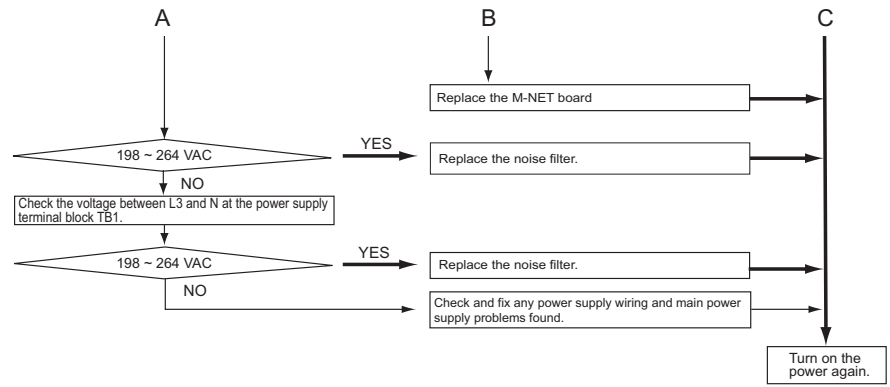 A
B
C
Replace the M-NET board
198 ~ 264 VAC
YES
Replace the noise filter.
NO
Check the voltage between L3 and N at the power supply
terminal block TB1.
198 ~ 264 VAC
YES
Replace the noise filter.
NO
Check and fix any power supply wiring and main power
supply problems found.
Turn on the
power again.